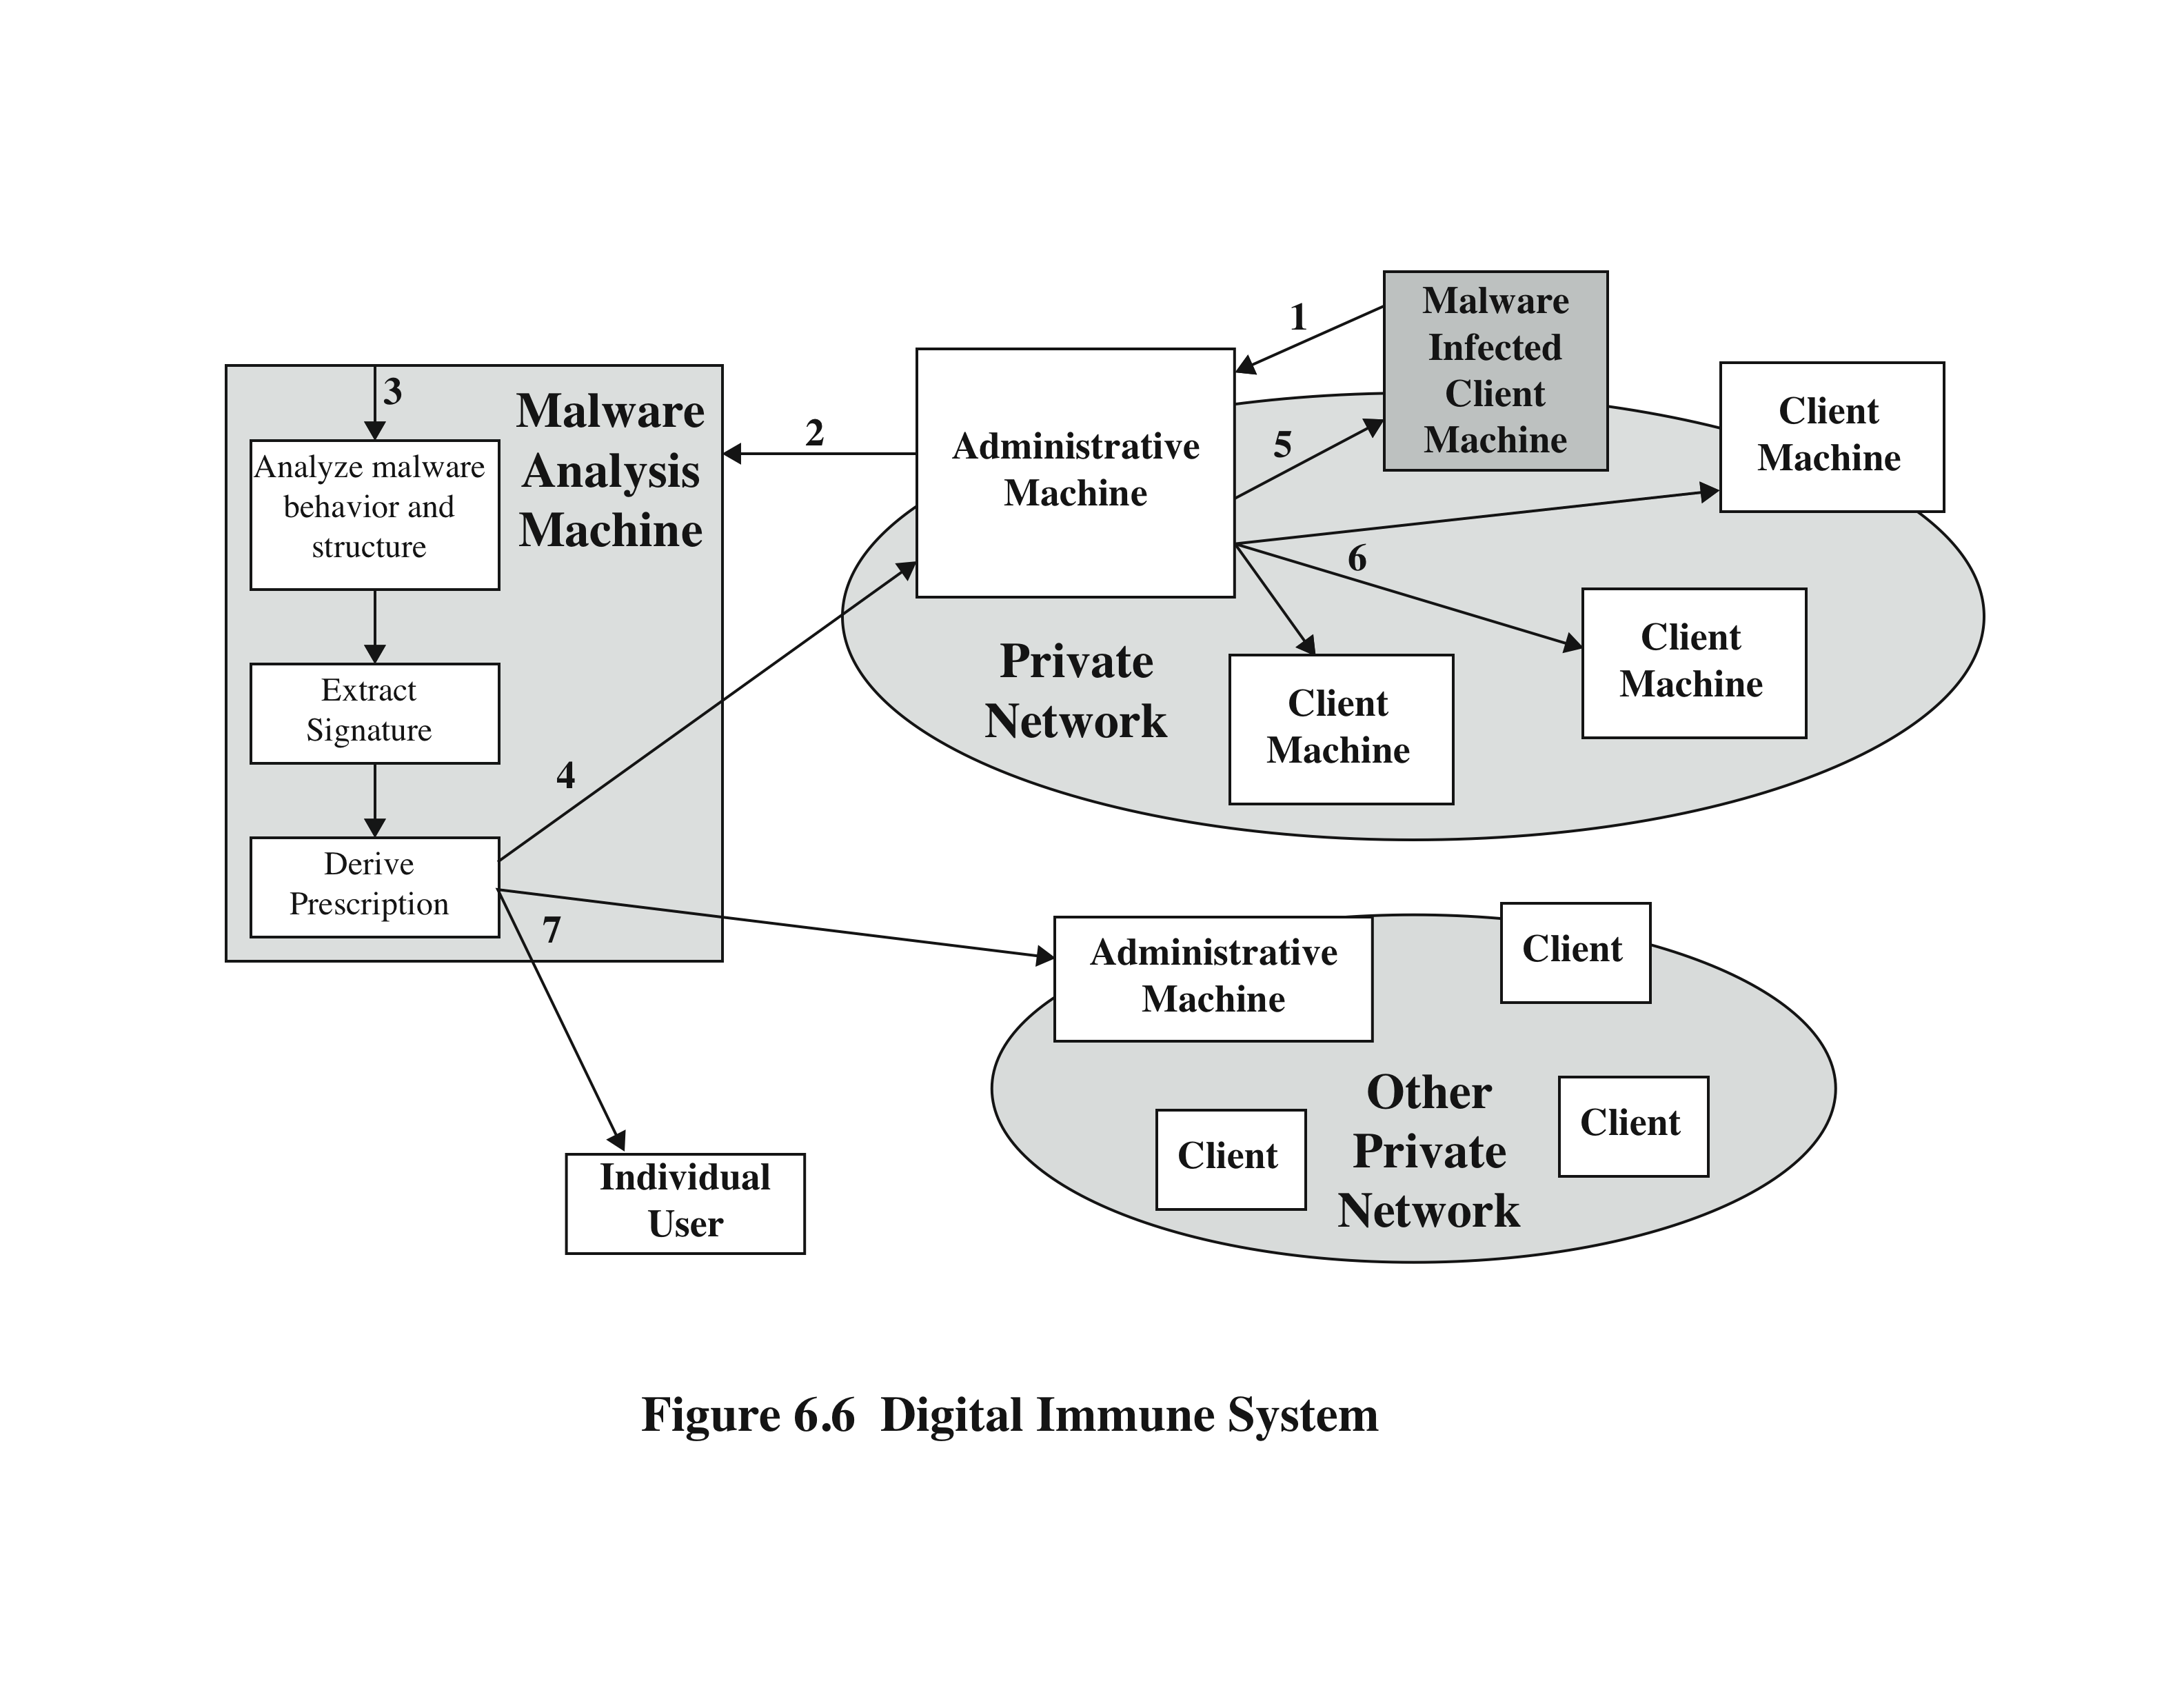 3
Malware
Analysis
Machine
Analyze malware
behavior and
structure
Extract
Signature
Derive
Prescription
2
4
7
Administrative
Machine
1
5
6
Malware
Infected
Client
Machine
Client
Machine
Client
Machine
Client
Machine
Private
Network
Administrative
Machine
Client
Client
Client
Other
Private
Network
Individual
User
Figure 6.6 Digital Immune System